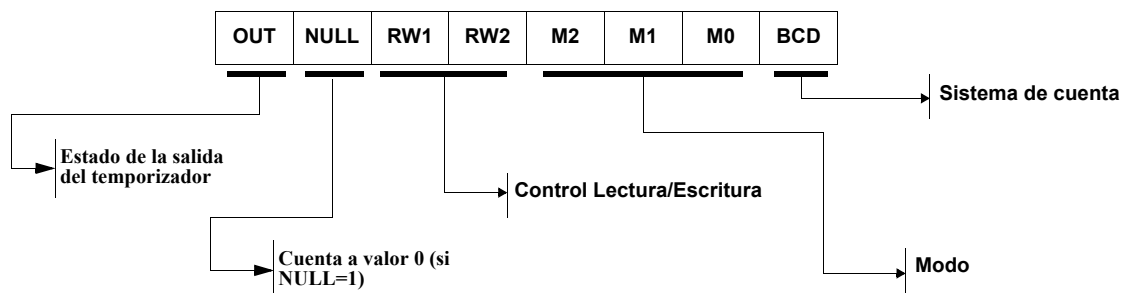 OUT NULL RW1 RW2 M2 M1 M0 BCD
Sistema de cuenta
Estado de la salida
del temporizador
Control Lectura/Escritura
Cuenta a valor 0 (si
NULL=1)
Modo